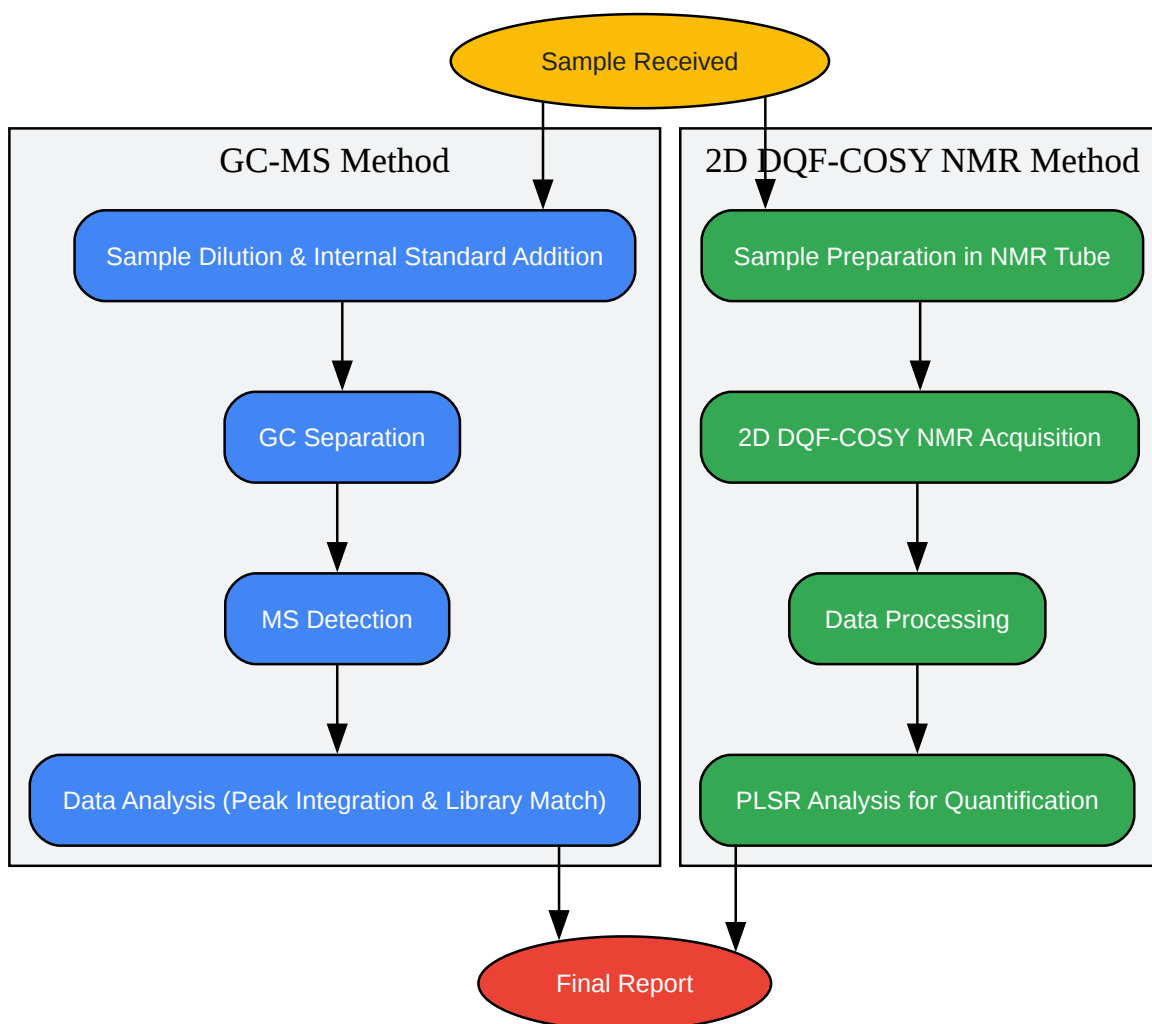 Sample Received
GC-MS Method
Sample Dilution & Internal Standard Addition
GC Separation
MS Detection
Data Analysis (Peak Integration & Library Match)
2D DQF-COSY NMR Method
Sample Preparation in NMR Tube
2D DQF-COSY NMR Acquisition
Data Processing
PLSR Analysis for Quantification
Final Report